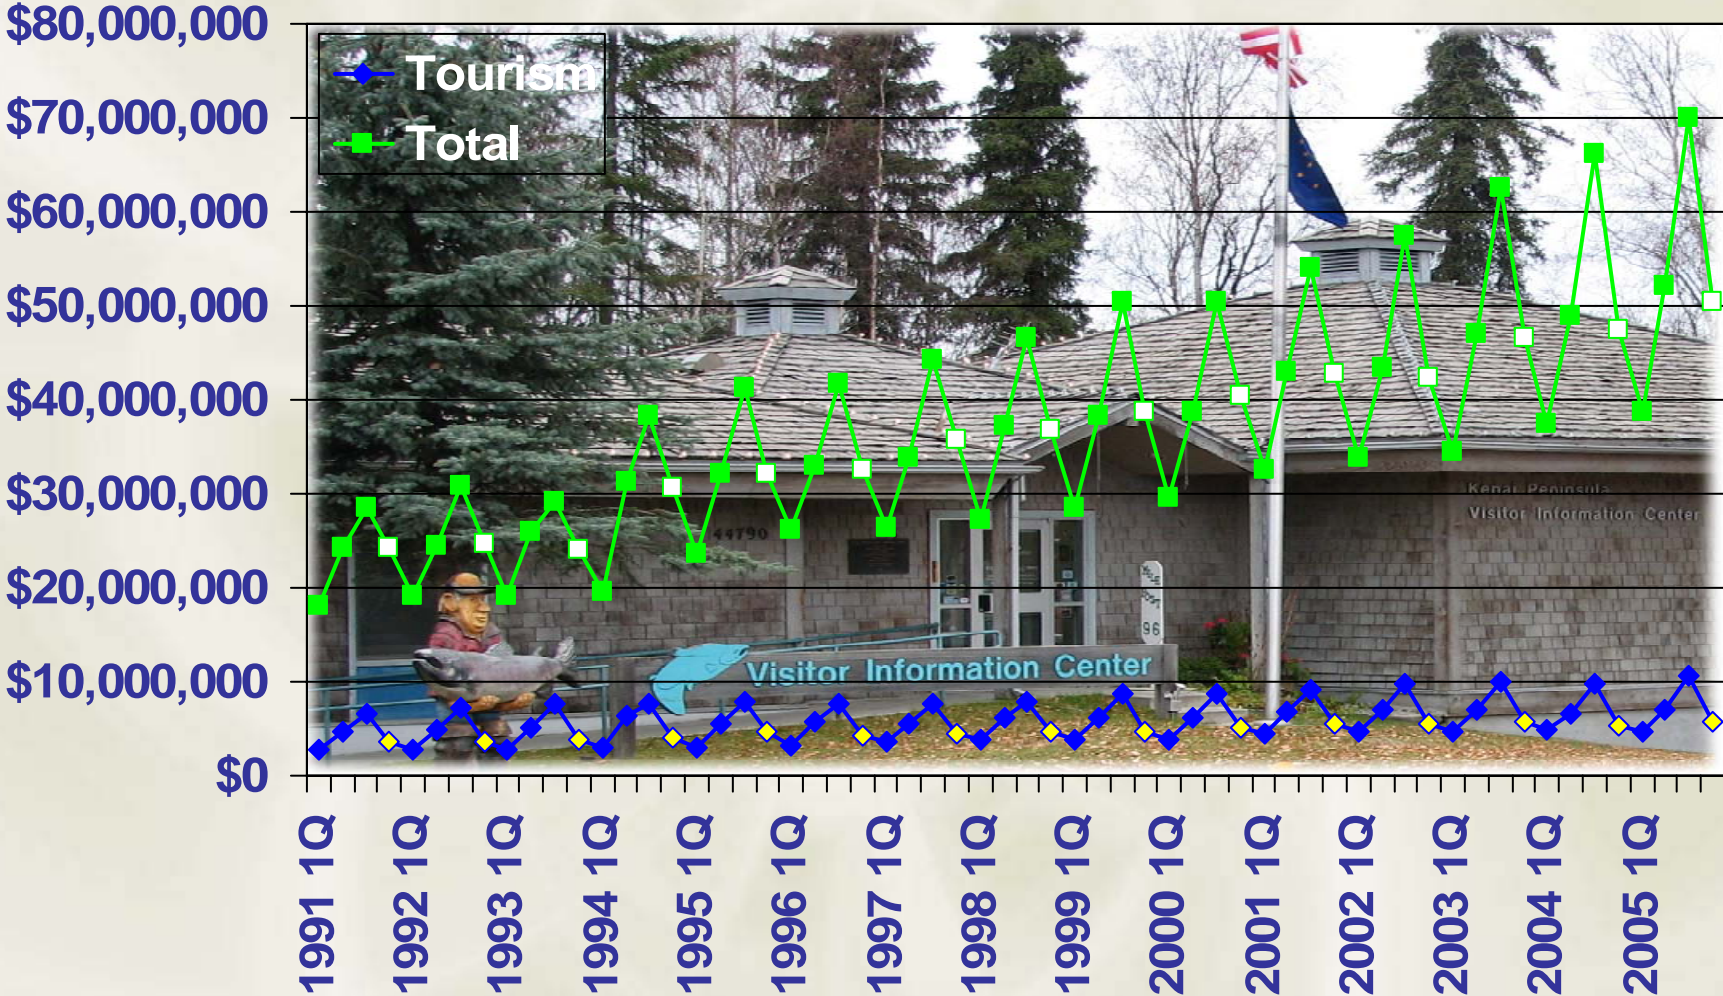 $80,000,000
$70,000,000
$60,000,000
$50,000,000
$40,000,000
$30,000,000
$20,000,000
$10,000,000
$0
Tourism
Total
Kenai Peninsula
Visitor Information Center
44790
MILE
POST
96
Visitor Information Center
1991 1Q
1992 1Q
1993 1Q
1994 1Q
1995 1Q
1996 1Q
1997 1Q
1998 1Q
1999 1Q
2000 1Q
2001 1Q
2002 1Q
2003 1Q
2004 1Q
2005 1Q